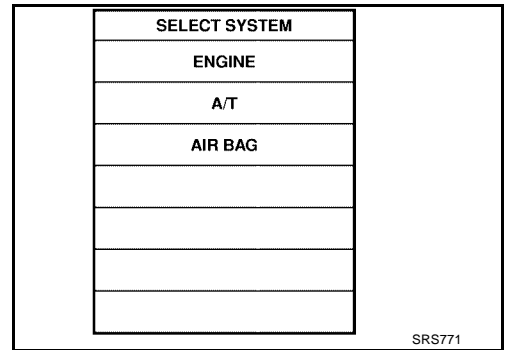 SELECT SYSTEM
ENGINE
A/T
AIR BAG
SRS771